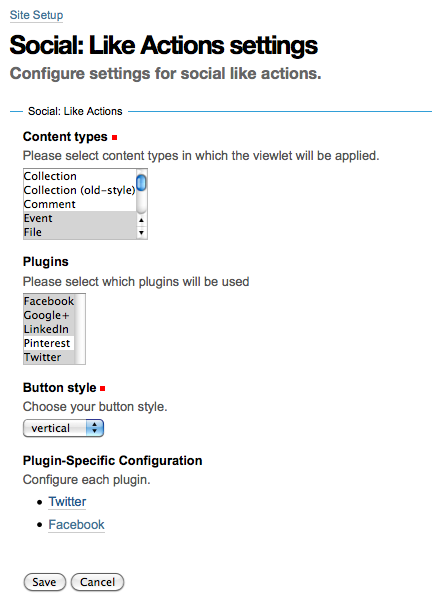 Site Setup
Social: Like Actions settings
Configure settings for social like actions.
Social: Like Actions
Content types
Please select content types in which the viewlet will be applied.
Collection
Collection (old-style)
Comment
Event
File
Plugins
Please select which plugins will be used
Facebook
Google+
LinkedIn
Pinterest
Twitter
Button style
Choose your button style.
vertical
Plugin-Specific Configuration
Configure each plugin.
Twitter
Facebook
Save Cancel